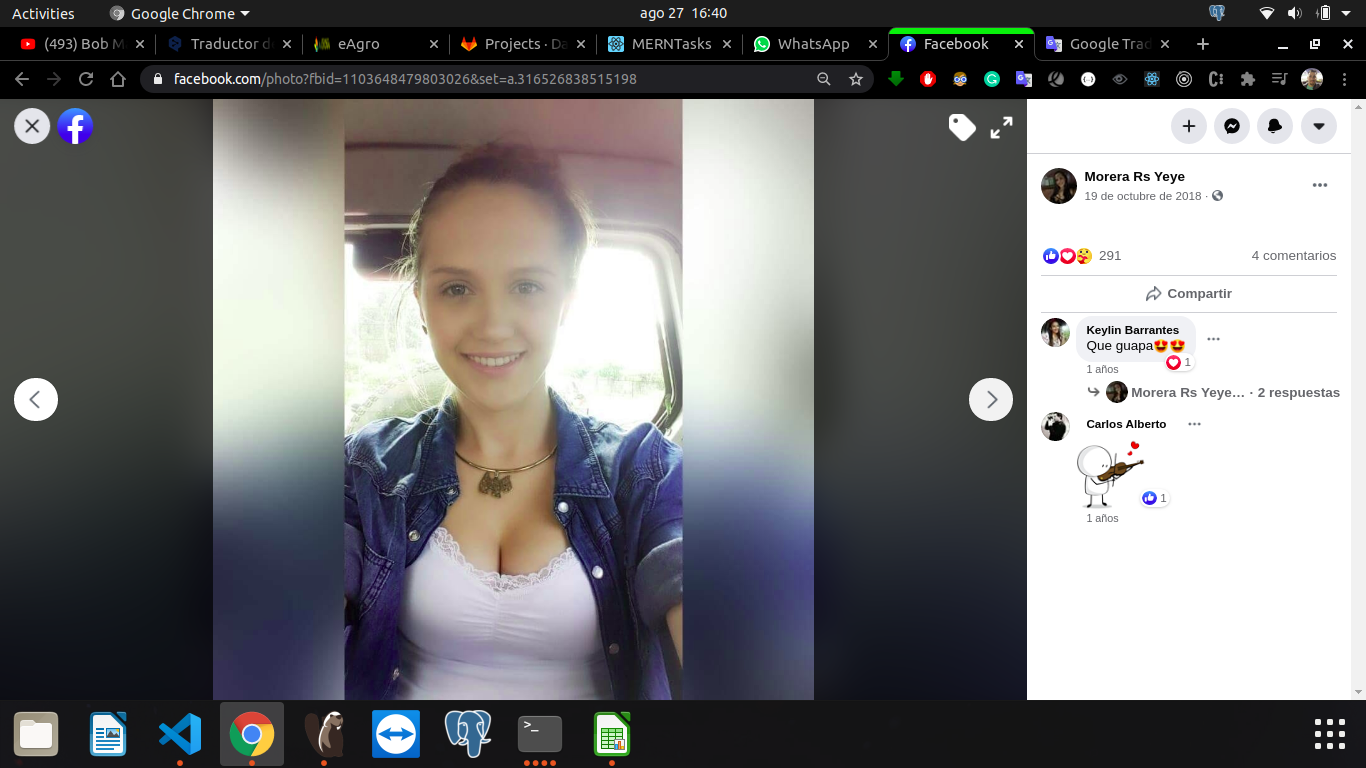 Activities
Google Chrome
ago 27 16:40
(493) Bob M
Traductor d
eAgro
Projects · Da
MERNTasks
WhatsApp
Facebook
Google Trad
facebook.com/photo?fbid=1103648479803026&set=a.316526838515198
Morera Rs Yeye
19 de octubre de 2018 ·
291
4 comentarios
Compartir
Keylin Barrantes
Que guapa😍😍
1
1 años
Morera Rs Yeye… · 2 respuestas
Carlos Alberto
1
1 años
>_